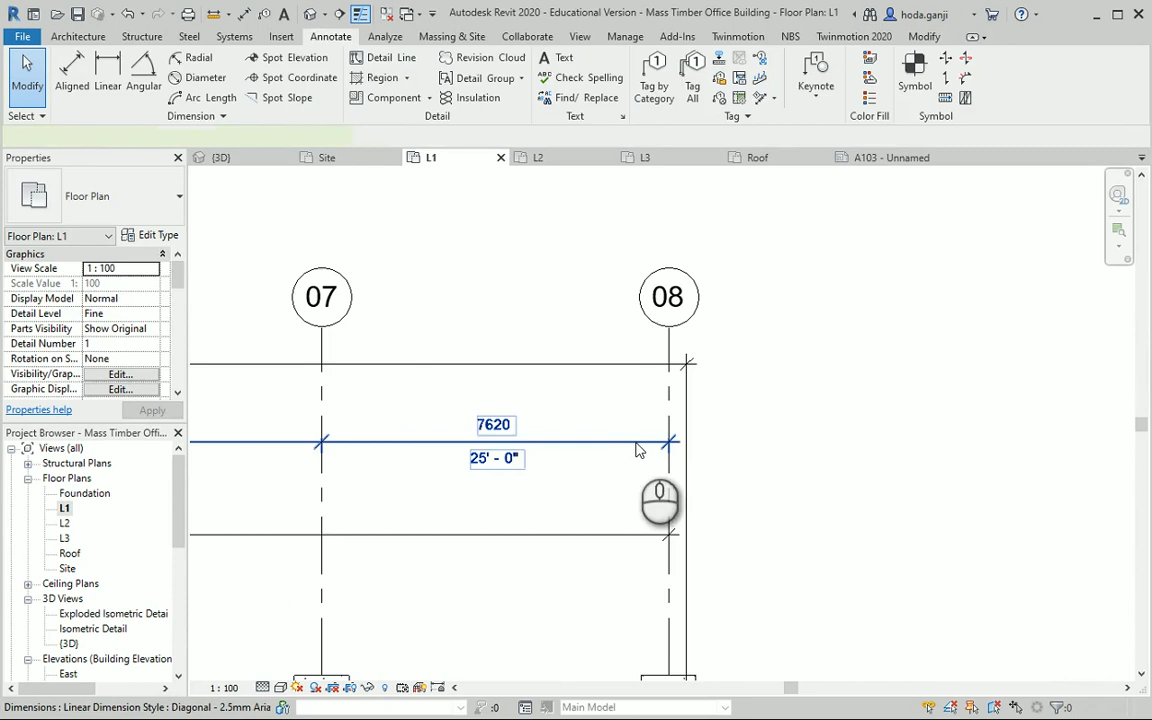 Autodesk Revit 2020 - Educational Version - Mass Timber Office Building - Floor Plan: L1
hoda.ganji
File Architecture Structure Steel Systems Insert Annotate Analyze Massing & Site Collaborate View Manage Add-Ins Twinmotion NBS Twinmotion 2020 Modify
Radial Spot Elevation Detail Line Revision Cloud Text
Modify Aligned Linear Angular Diameter Spot Coordinate Region Detail Group Check Spelling Tag by Category Tag All Keynote Symbol
Arc Length Spot Slope Component Insulation Find/ Replace
Select Dimension Detail Text Tag Color Fill Symbol
Properties {3D} Site L1 L2 L3 Roof A103 - Unnamed
Floor Plan
Floor Plan: L1 Edit Type
Graphics
View Scale 1 : 100
Scale Value 1: 100
Display Model Normal
Detail Level Fine
Parts Visibility Show Original
Detail Number 1
Rotation on S... None
Visibility/Grap... Edit...
Graphic Displ... Edit...
Properties help Apply
Project Browser - Mass Timber Offi...
Views (all)
Structural Plans
Floor Plans
Foundation
L1
L2
L3
Roof
Site
Ceiling Plans
3D Views
Exploded Isometric Detai
Isometric Detail
{3D}
Elevations (Building Elevation
East
07
08
7620
25' - 0"
2D
1 : 100
Dimensions : Linear Dimension Style : Diagonal - 2.5mm Aria
:0
Main Model
:0